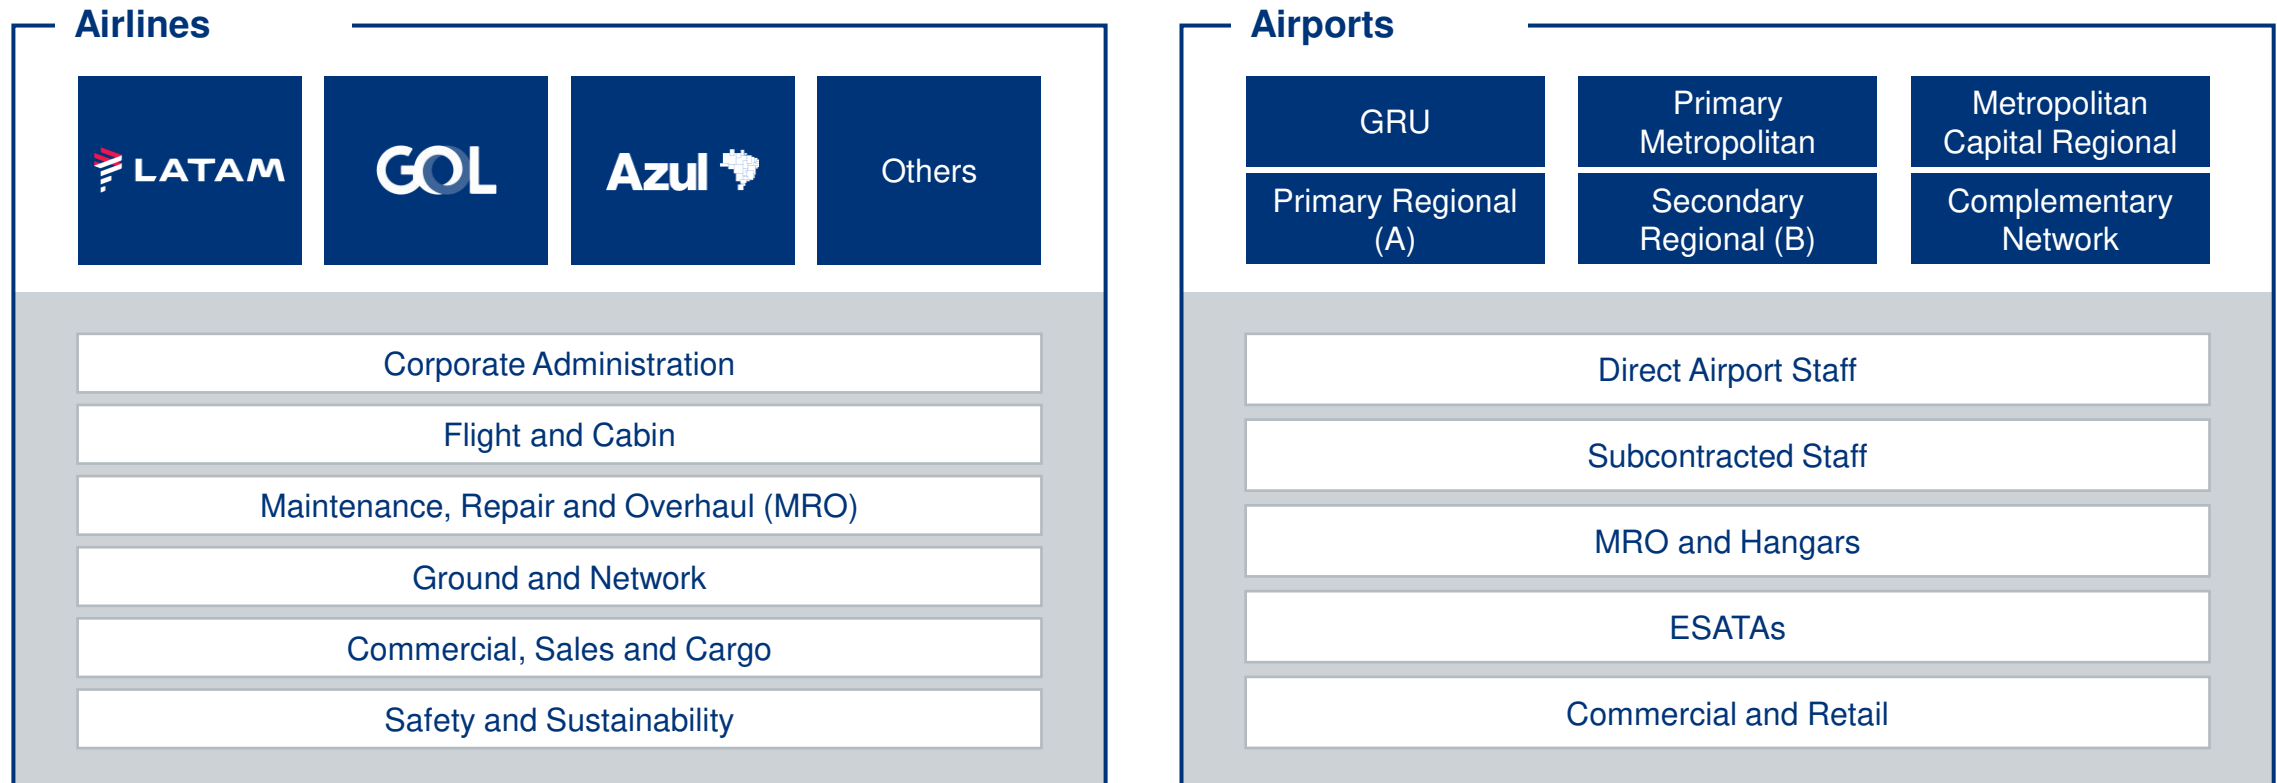 Airlines
LATAM
GOL
Azul
Others
Corporate Administration
Flight and Cabin
Maintenance, Repair and Overhaul (MRO)
Ground and Network
Commercial, Sales and Cargo
Safety and Sustainability
Airports
GRU
Primary
Metropolitan
Metropolitan
Capital Regional
Primary Regional
(A)
Secondary
Regional (B)
Complementary
Network
Direct Airport Staff
Subcontracted Staff
MRO and Hangars
ESATAs
Commercial and Retail